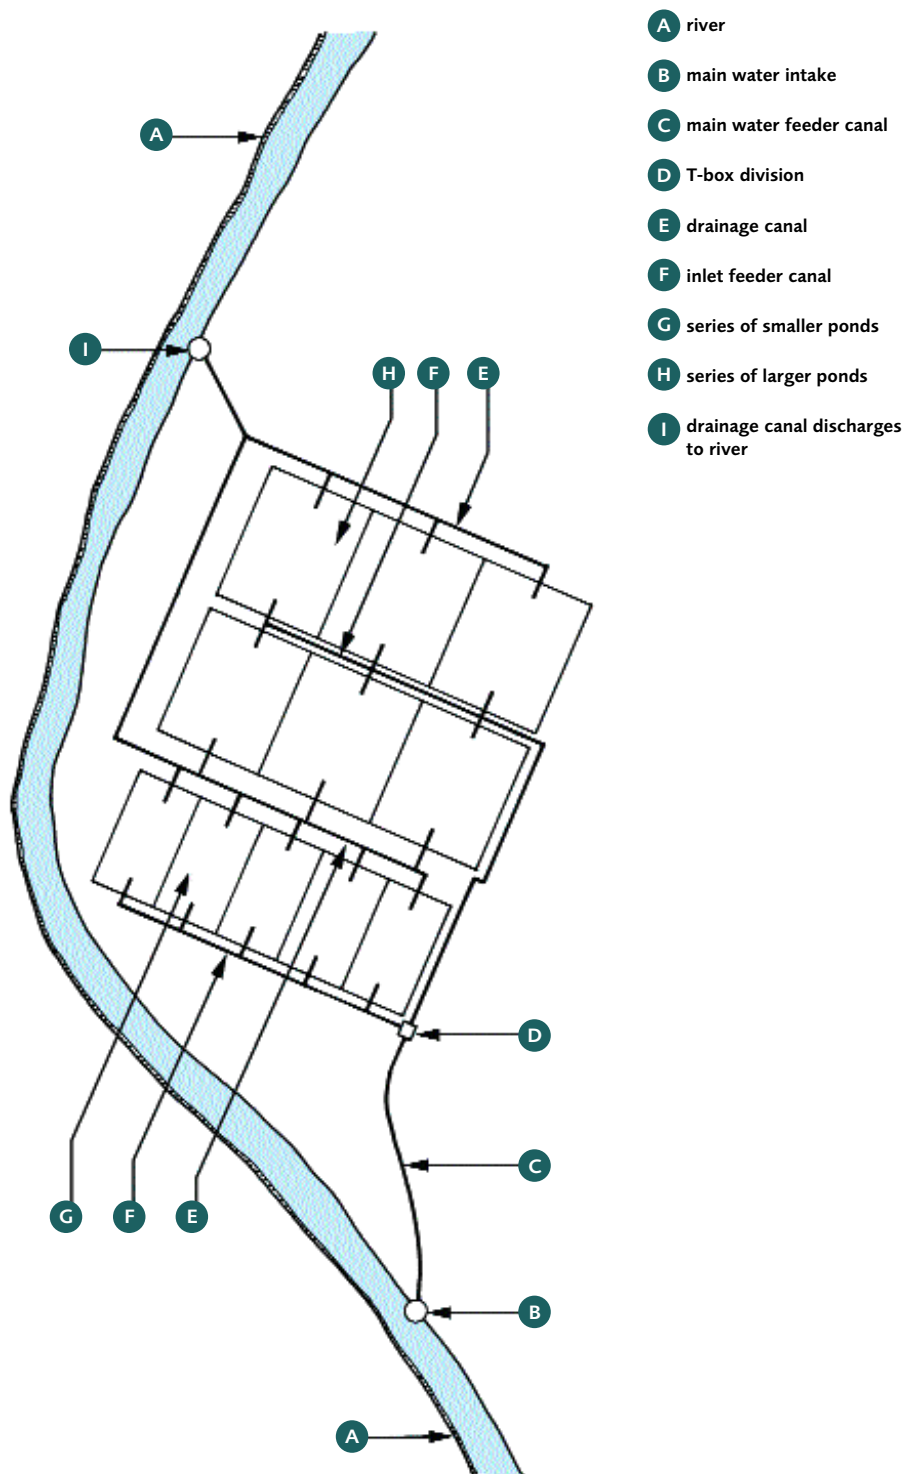 A river
B main water intake
A
C main water feeder canal
D T-box division
E drainage canal
F inlet feeder canal
G series of smaller ponds
I
H F E
H series of larger ponds
I drainage canal discharges
to river
D
C
G F E
B
A